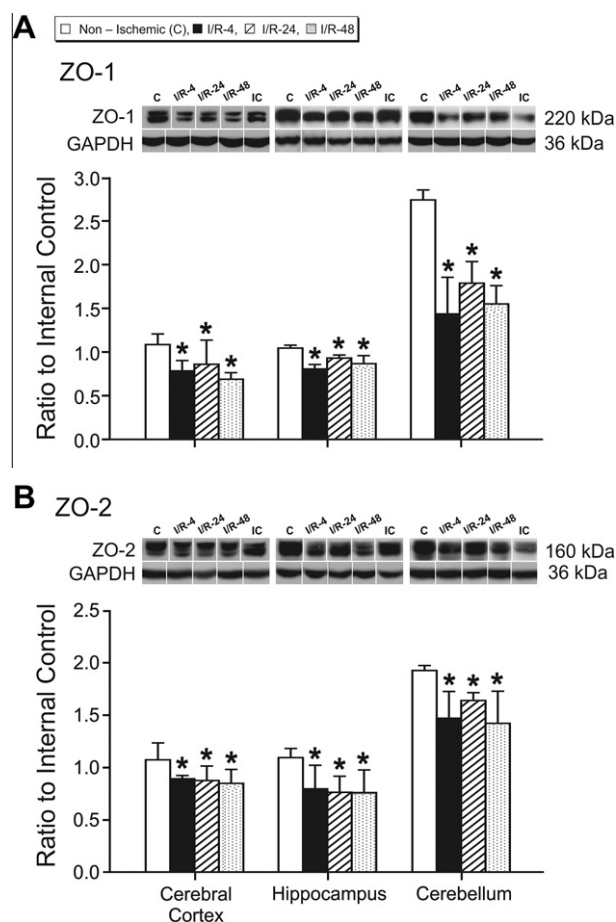 A
Non – Ischemic (C), I/R-4, I/R-24, I/R-48
ZO-1
C I/R-4 I/R-24 I/R-48 IC C I/R-4 I/R-24 I/R-48 IC C I/R-4 I/R-24 I/R-48 IC
ZO-1 220 kDa
GAPDH 36 kDa
Ratio to Internal Control
3.0
2.5
2.0
1.5
1.0
0.5
0.0
* * * * * * * * *
B
ZO-2
C I/R-4 I/R-24 I/R-48 IC C I/R-4 I/R-24 I/R-48 IC C I/R-4 I/R-24 I/R-48 IC
ZO-2 160 kDa
GAPDH 36 kDa
Ratio to Internal Control
2.5
2.0
1.5
1.0
0.5
0.0
* * * * * * * * *
Cerebral Hippocampus Cerebellum
Cortex